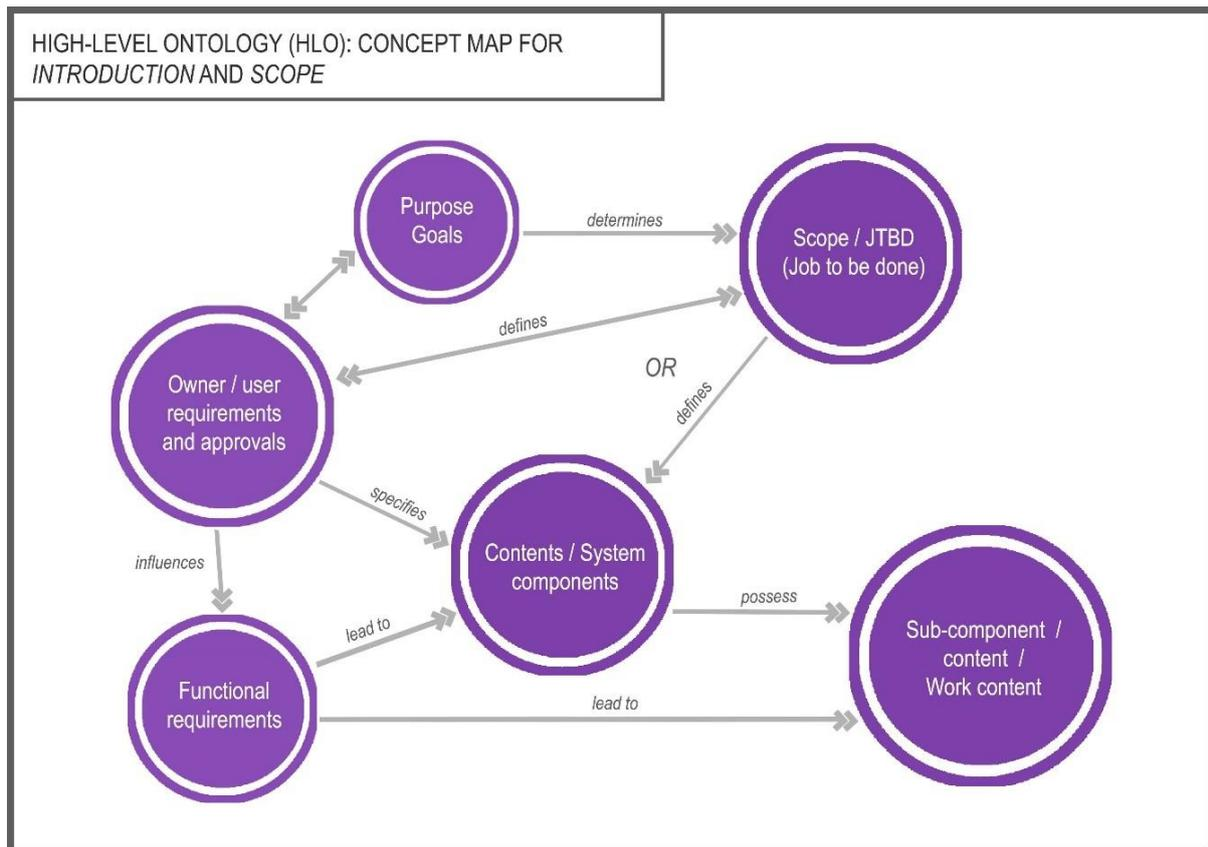 HIGH-LEVEL ONTOLOGY (HLO): CONCEPT MAP FOR
INTRODUCTION AND SCOPE
Purpose
Goals
determines
Scope / JTBD
(Job to be done)
defines
OR
defines
Owner / user
requirements
and approvals
specifies
influences
Contents / System
components
possess
lead to
Sub-component /
content /
Work content
Functional
requirements
lead to